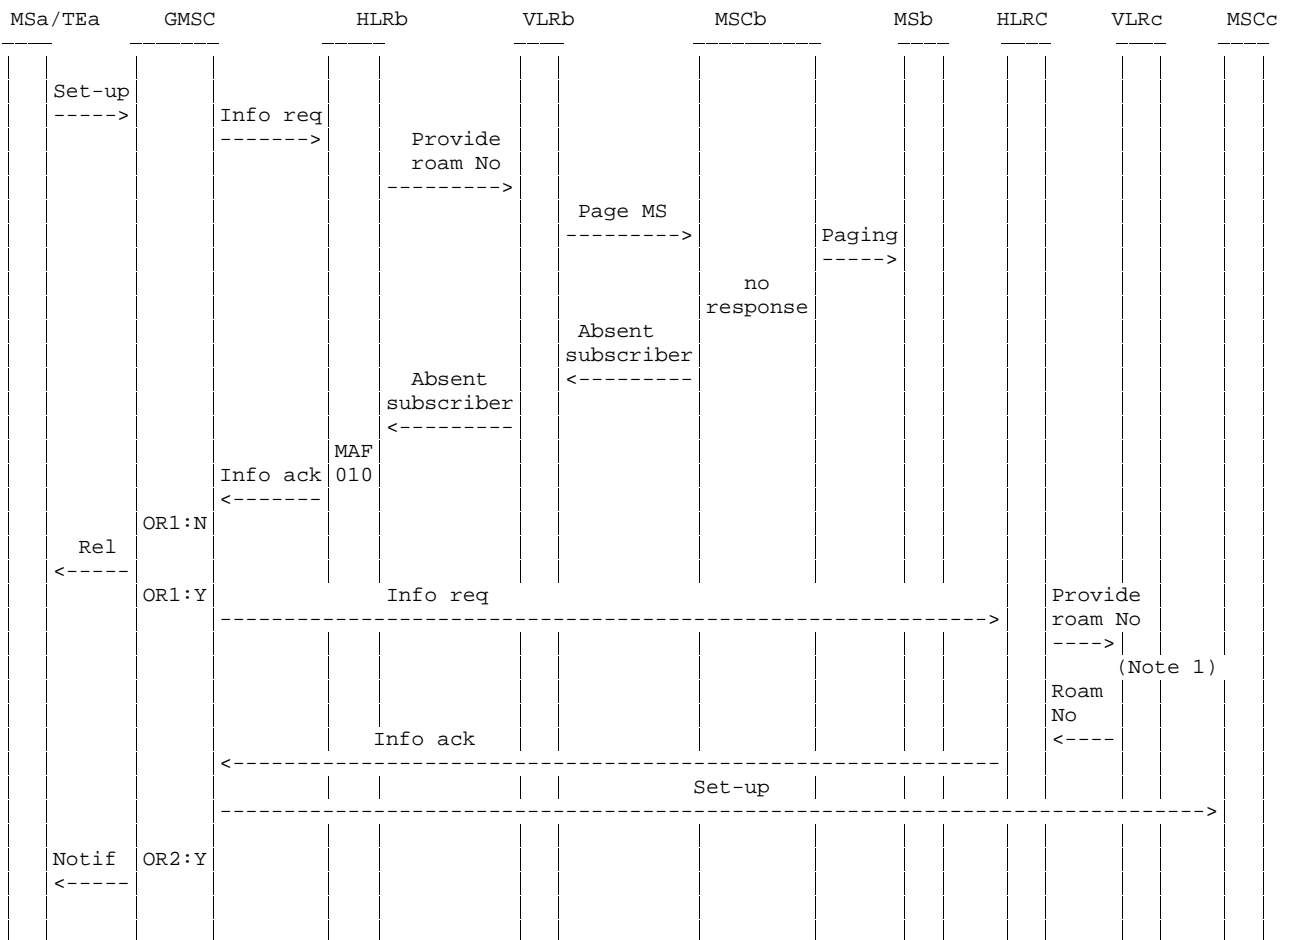 MSa/TEa GMSC HLRb VLRb MSCb MSb HLRC VLRc MSCc
Set-up
-----> Info req
-------> Provide
roam No
--------->
Page MS
---------> Paging
----->
no
response
Absent
subscriber
Absent <---------
subscriber
<---------
MAF
Info ack 010
<-------
OR1:N
Rel
<-----
OR1:Y Info req Provide
-------------------------------------------------------------> roam No
---->
(Note 1)
Roam
No
Info ack <----
<-------------------------------------------------------------
Set-up
------------------------------------------------------------------------------>
Notif OR2:Y
<-----